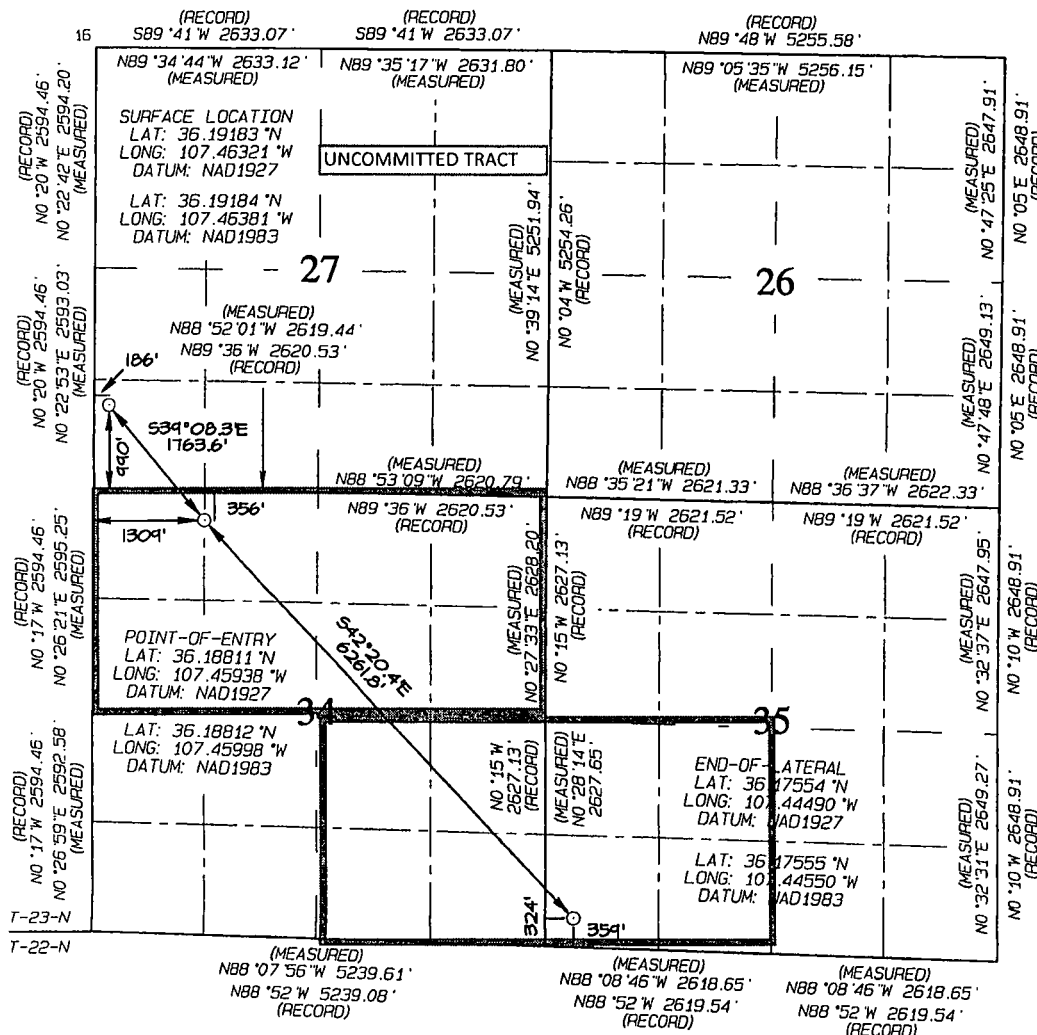 (RECORD)
S89°41'W 2633.07'
(RECORD)
S89°41'W 2633.07'
(RECORD)
N89°48'W 5255.58'
16
N89°34'44"W 2633.12'
(MEASURED)
N89°35'17"W 2631.80'
(MEASURED)
N89°05'35"W 5256.15'
(MEASURED)
(RECORD)
N0°20'W 2594.46'
N0°22'42"E 2594.20'
(MEASURED)
SURFACE LOCATION
LAT: 36.19183°N
LONG: 107.46321°W
DATUM: NAD1927
LAT: 36.19184°N
LONG: 107.46381°W
DATUM: NAD1983
UNCOMMITTED TRACT
(MEASURED)
N0°47'25"E 2647.91'
N0°05'E 2648.91'
(RECORD)
27
26
(MEASURED)
N0°39'14"E 5251.94'
N0°04'W 5254.26'
(RECORD)
(RECORD)
N0°20'W 2594.46'
N0°22'53"E 2593.03'
(MEASURED)
(MEASURED)
N88°52'01"W 2619.44'
N89°36'W 2620.53'
(RECORD)
(MEASURED)
N0°47'48"E 2649.13'
N0°05'E 2648.91'
(RECORD)
186'
S39°08.3'E
1763.6'
990'
(MEASURED)
N88°53'09"W 2620.79'
N89°36'W 2620.53'
(RECORD)
(MEASURED)
N88°35'21"W 2621.33'
N89°19'W 2621.52'
(RECORD)
(MEASURED)
N88°36'37"W 2622.33'
N89°19'W 2621.52'
(RECORD)
356'
1309'
(RECORD)
N0°17'W 2594.46'
N0°26'21"E 2595.25'
(MEASURED)
(MEASURED)
N0°27'33"E 2628.20'
N0°15'W 2627.13'
(RECORD)
(MEASURED)
N0°32'37"E 2647.95'
N0°10'W 2648.91'
(RECORD)
S42°20.4'E
6261.8'
POINT-OF-ENTRY
LAT: 36.18811°N
LONG: 107.45938°W
DATUM: NAD1927
LAT: 36.18812°N
LONG: 107.45998°W
DATUM: NAD1983
34
35
(RECORD)
N0°17'W 2594.46'
N0°26'59"E 2592.58'
(MEASURED)
N0°15'W
2627.13'
(RECORD)
(MEASURED)
N0°28'14"E
2627.65'
END-OF-LATERAL
LAT: 36.17554°N
LONG: 107.44490°W
DATUM: NAD1927
LAT: 36.17555°N
LONG: 107.44550°W
DATUM: NAD1983
(MEASURED)
N0°32'31"E 2649.27'
N0°10'W 2648.91'
(RECORD)
324'
359'
T-23-N
T-22-N
(MEASURED)
N88°07'56"W 5239.61'
N88°52'W 5239.08'
(RECORD)
(MEASURED)
N88°08'46"W 2618.65'
N88°52'W 2619.54'
(RECORD)
(MEASURED)
N88°08'46"W 2618.65'
N88°52'W 2619.54'
(RECORD)